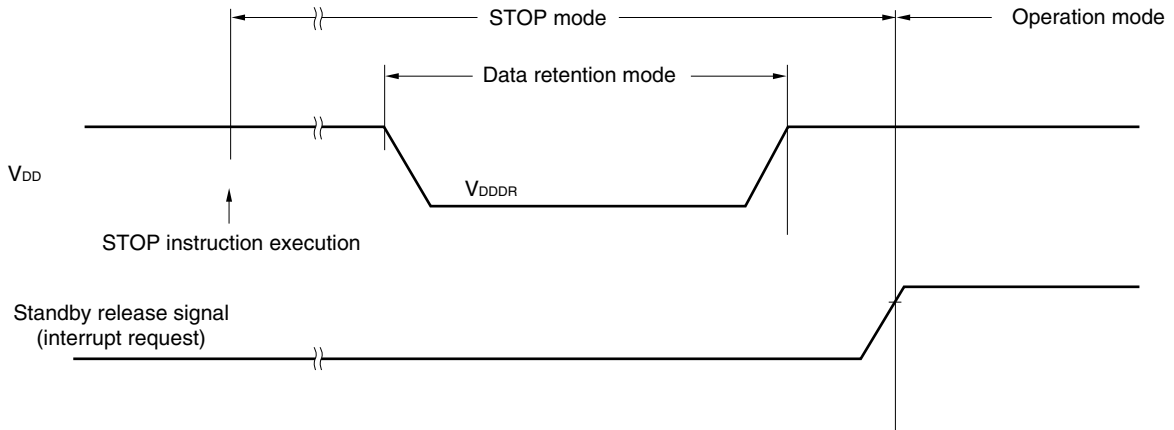 STOP mode
Operation mode
Data retention mode
VDD
VDDDR
STOP instruction execution
Standby release signal
(interrupt request)